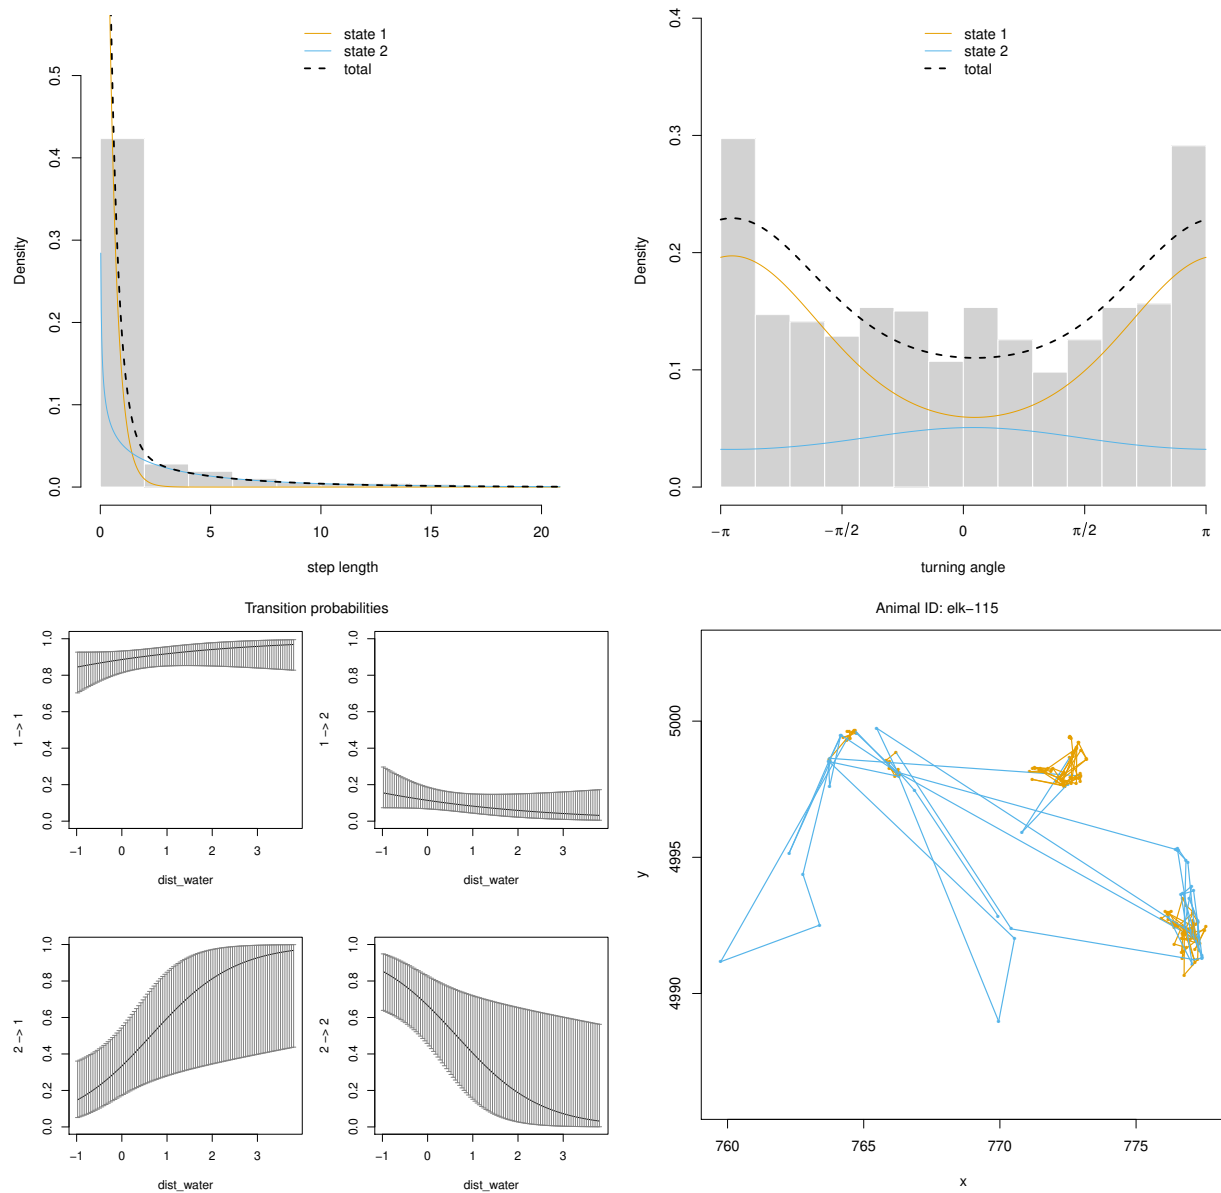 state 1
state 2
total
Density
0.0 0.1 0.2 0.3 0.4 0.5
0 5 10 15 20
step length
state 1
state 2
total
Density
0.0 0.1 0.2 0.3 0.4
−π −π/2 0 π/2 π
turning angle
Transition probabilities
1 −> 1
0.0 0.2 0.4 0.6 0.8 1.0
−1 0 1 2 3
dist_water
1 −> 2
0.0 0.2 0.4 0.6 0.8 1.0
−1 0 1 2 3
dist_water
2 −> 1
0.0 0.2 0.4 0.6 0.8 1.0
−1 0 1 2 3
dist_water
2 −> 2
0.0 0.2 0.4 0.6 0.8 1.0
−1 0 1 2 3
dist_water
Animal ID: elk−115
y
4990 4995 5000
760 765 770 775
x